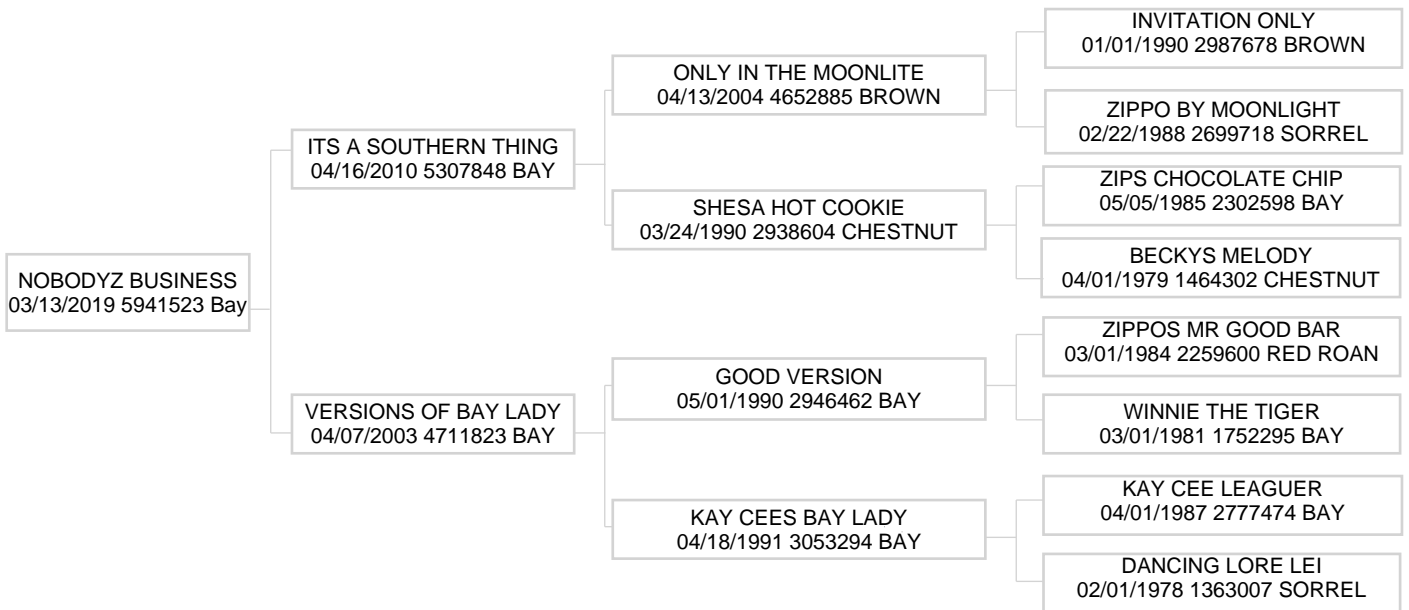 INVITATION ONLY
01/01/1990 2987678 BROWN
ONLY IN THE MOONLITE
04/13/2004 4652885 BROWN
ZIPPO BY MOONLIGHT
02/22/1988 2699718 SORREL
ITS A SOUTHERN THING
04/16/2010 5307848 BAY
ZIPS CHOCOLATE CHIP
05/05/1985 2302598 BAY
SHESA HOT COOKIE
03/24/1990 2938604 CHESTNUT
BECKYS MELODY
04/01/1979 1464302 CHESTNUT
NOBODYZ BUSINESS
03/13/2019 5941523 Bay
ZIPPOS MR GOOD BAR
03/01/1984 2259600 RED ROAN
GOOD VERSION
05/01/1990 2946462 BAY
WINNIE THE TIGER
03/01/1981 1752295 BAY
VERSIONS OF BAY LADY
04/07/2003 4711823 BAY
KAY CEE LEAGUER
04/01/1987 2777474 BAY
KAY CEES BAY LADY
04/18/1991 3053294 BAY
DANCING LORE LEI
02/01/1978 1363007 SORREL